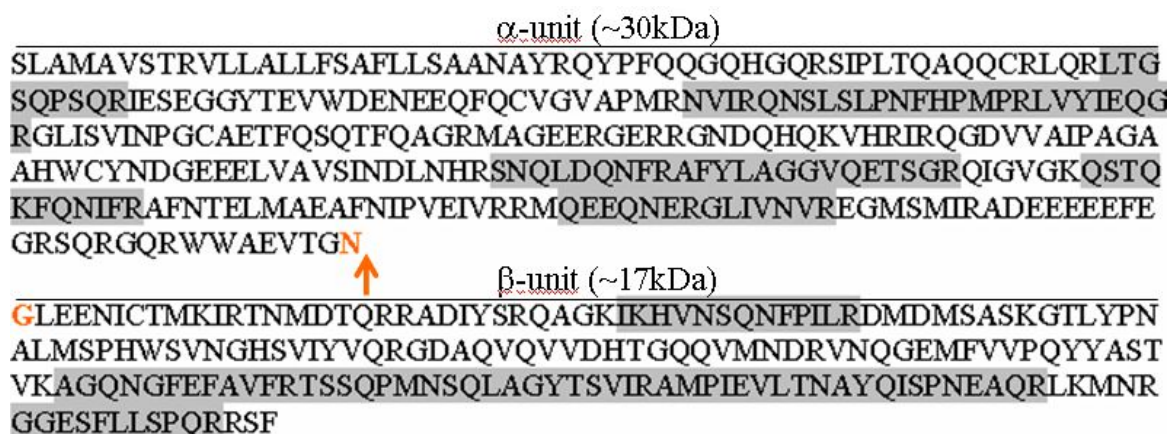 α-unit (~30kDa)
SLAMAVSTRVLLALLFSAFLLSAANAYRQYPFQQGQHGQRSIPLTQAQQCRLQRLTG
SQPSQRIESEGGYTEVWDENEEQFQCVGVAPMRNVIRQNSLSLPNFHPMPRLVYIEQG
RGLISVINPGCAETFQSQTFQAGRMAGEERGERRGNDQHQKVHRIRQGDVVAIPAGA
AHWCYNDGEEELVAVSINDLNHRSNQLDQNFRAFYLAGGVQETSGRQIGVGKQSTQ
KFQNIFRAFNTELMAEAFNIPVEIVRRMQEEQNERGLIVNVREGMSMIRADEEEEEFE
GRSQRGQRWWAEVTGN
β-unit (~17kDa)
GLEENICTMKIRTNMDTQRRADIYSRQAGKIKHVNSQNFPILRDMDMSASKGTLYPN
ALMSPHWSVNGHSVIYVQRGDAQVQVVDHTGQQVMNDRVNQGEMFVVPQYYAST
VKAGQNGFEFAVFRTSSQPMNSQLAGYTSVIRAMPIEVLTNAYQISPNEAQRLKMNR
GGESFLLSPQRRSF